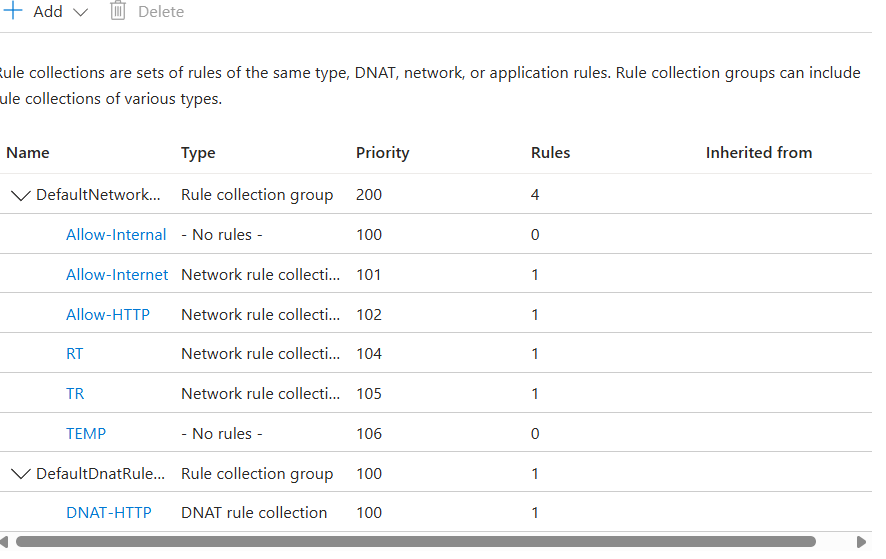 Add Delete
Rule collections are sets of rules of the same type, DNAT, network, or application rules. Rule collection groups can include
rule collections of various types.
Name Type Priority Rules Inherited from
DefaultNetwork... Rule collection group 200 4
Allow-Internal - No rules - 100 0
Allow-Internet Network rule collecti... 101 1
Allow-HTTP Network rule collecti... 102 1
RT Network rule collecti... 104 1
TR Network rule collecti... 105 1
TEMP - No rules - 106 0
DefaultDnatRule... Rule collection group 100 1
DNAT-HTTP DNAT rule collection 100 1